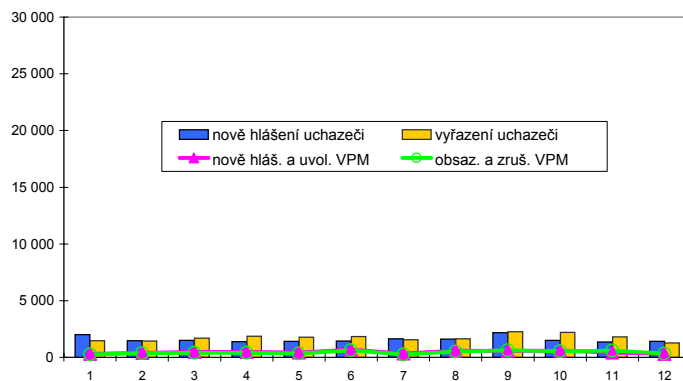 30 000
25 000
20 000
15 000
10 000
5 000
0
nově hlášení uchazeči vyřazení uchazeči
nově hláš. a uvol. VPM obsaz. a zruš. VPM
1 2 3 4 5 6 7 8 9 10 11 12